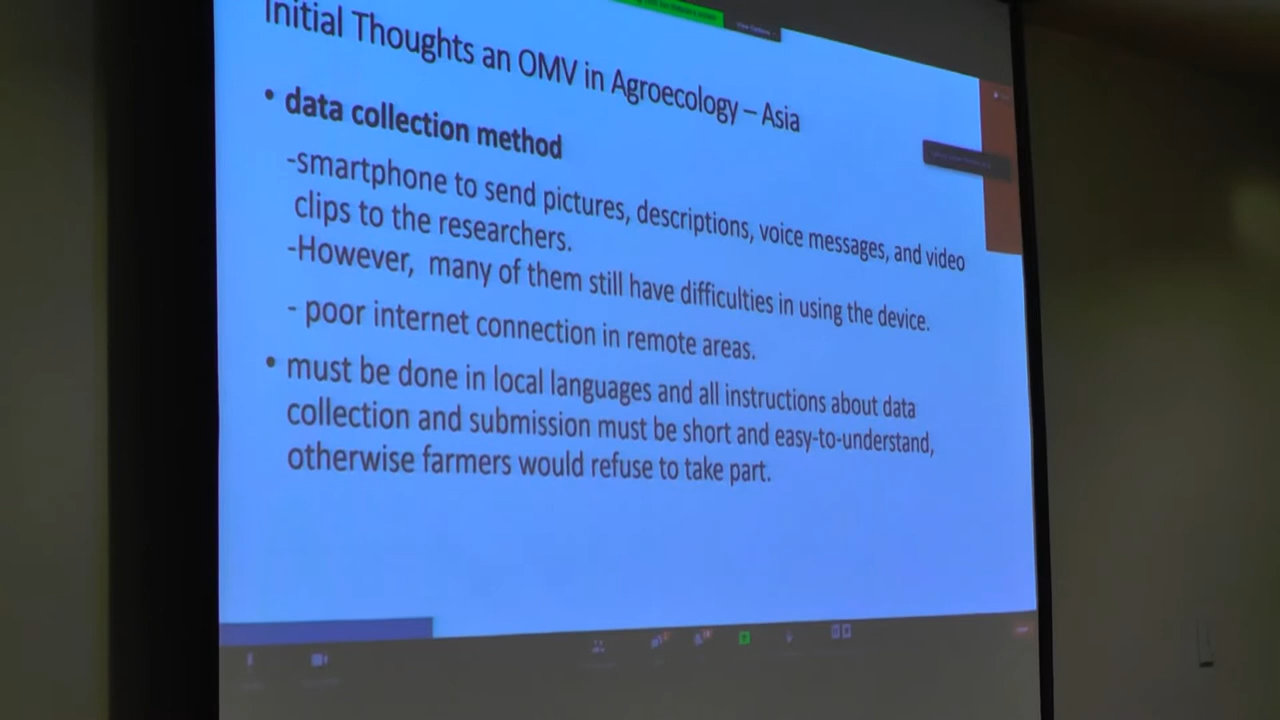 Initial Thoughts an OMV in Agroecology – Asia
• data collection method
-smartphone to send pictures, descriptions, voice messages, and video
clips to the researchers.
-However, many of them still have difficulties in using the device.
- poor internet connection in remote areas.
• must be done in local languages and all instructions about data
collection and submission must be short and easy-to-understand,
otherwise farmers would refuse to take part.